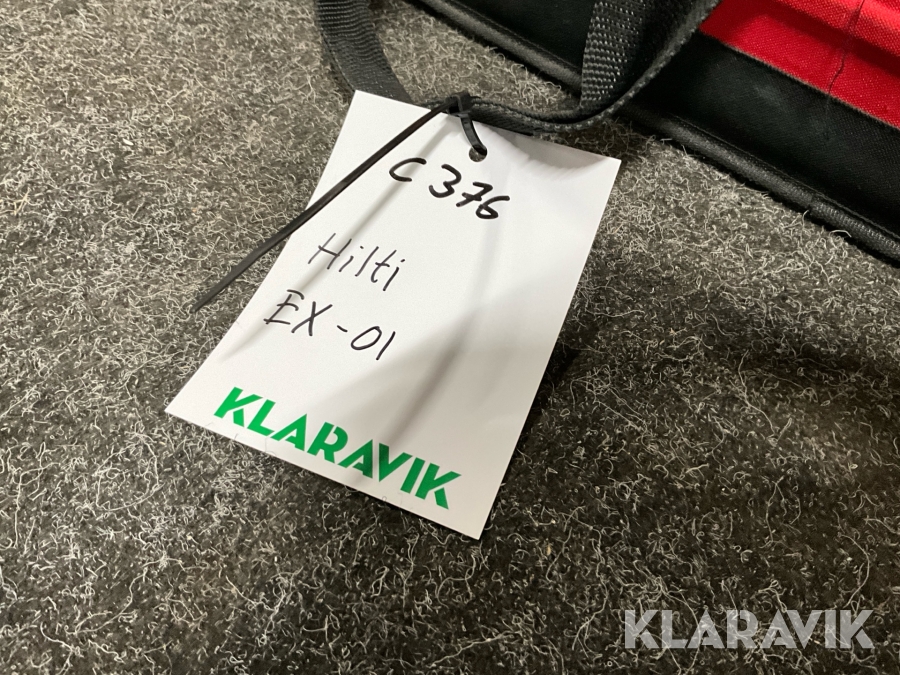 C 376
Hilti
EX-01
KLARAVIK
KLARAVIK